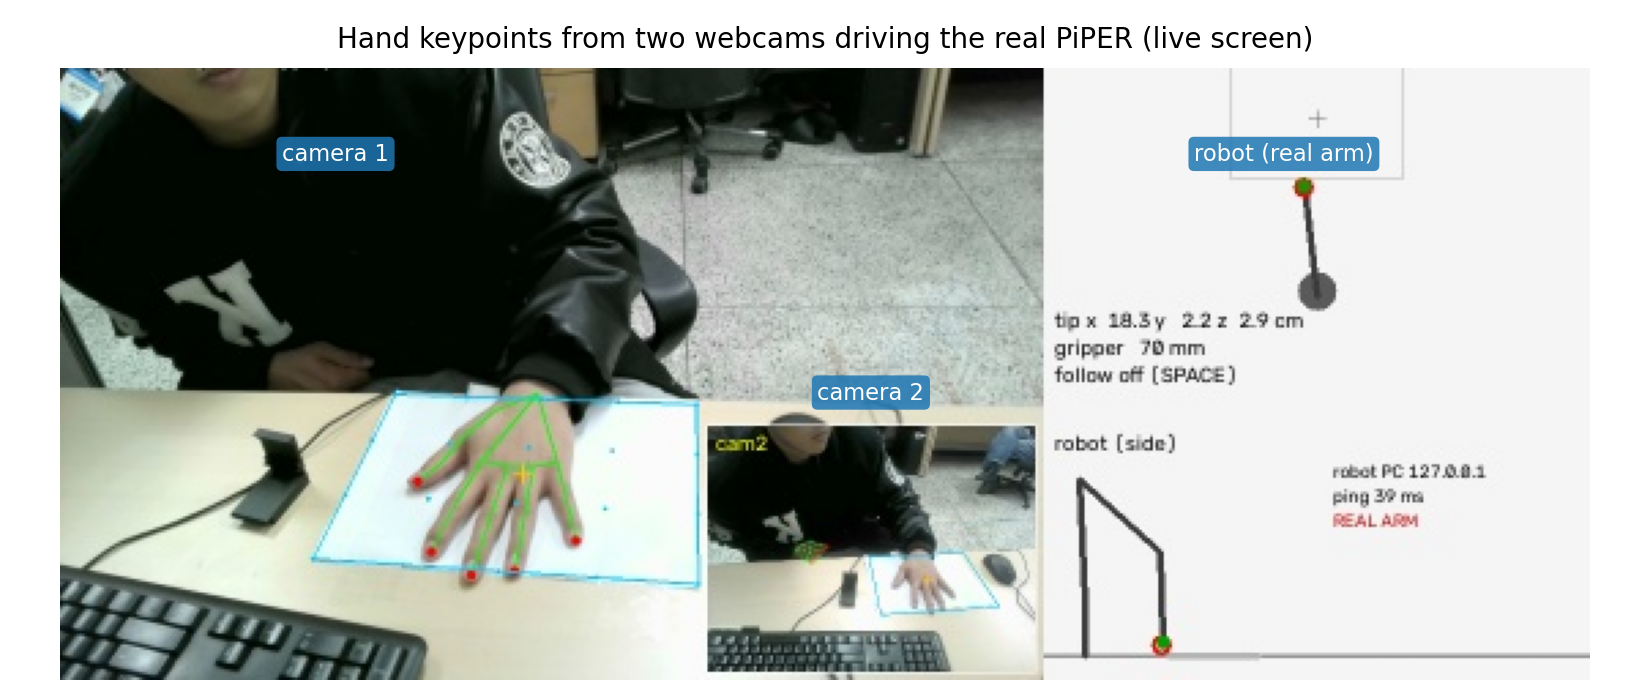 Hand keypoints from two webcams driving the real PiPER (live screen)
camera 1
robot (real arm)
tip x 18.3 y 2.2 z 2.9 cm
gripper 70 mm
follow off [SPACE]
camera 2
cam2
robot [side]
robot PC 127.0.0.1
ping 39 ms
REAL ARM